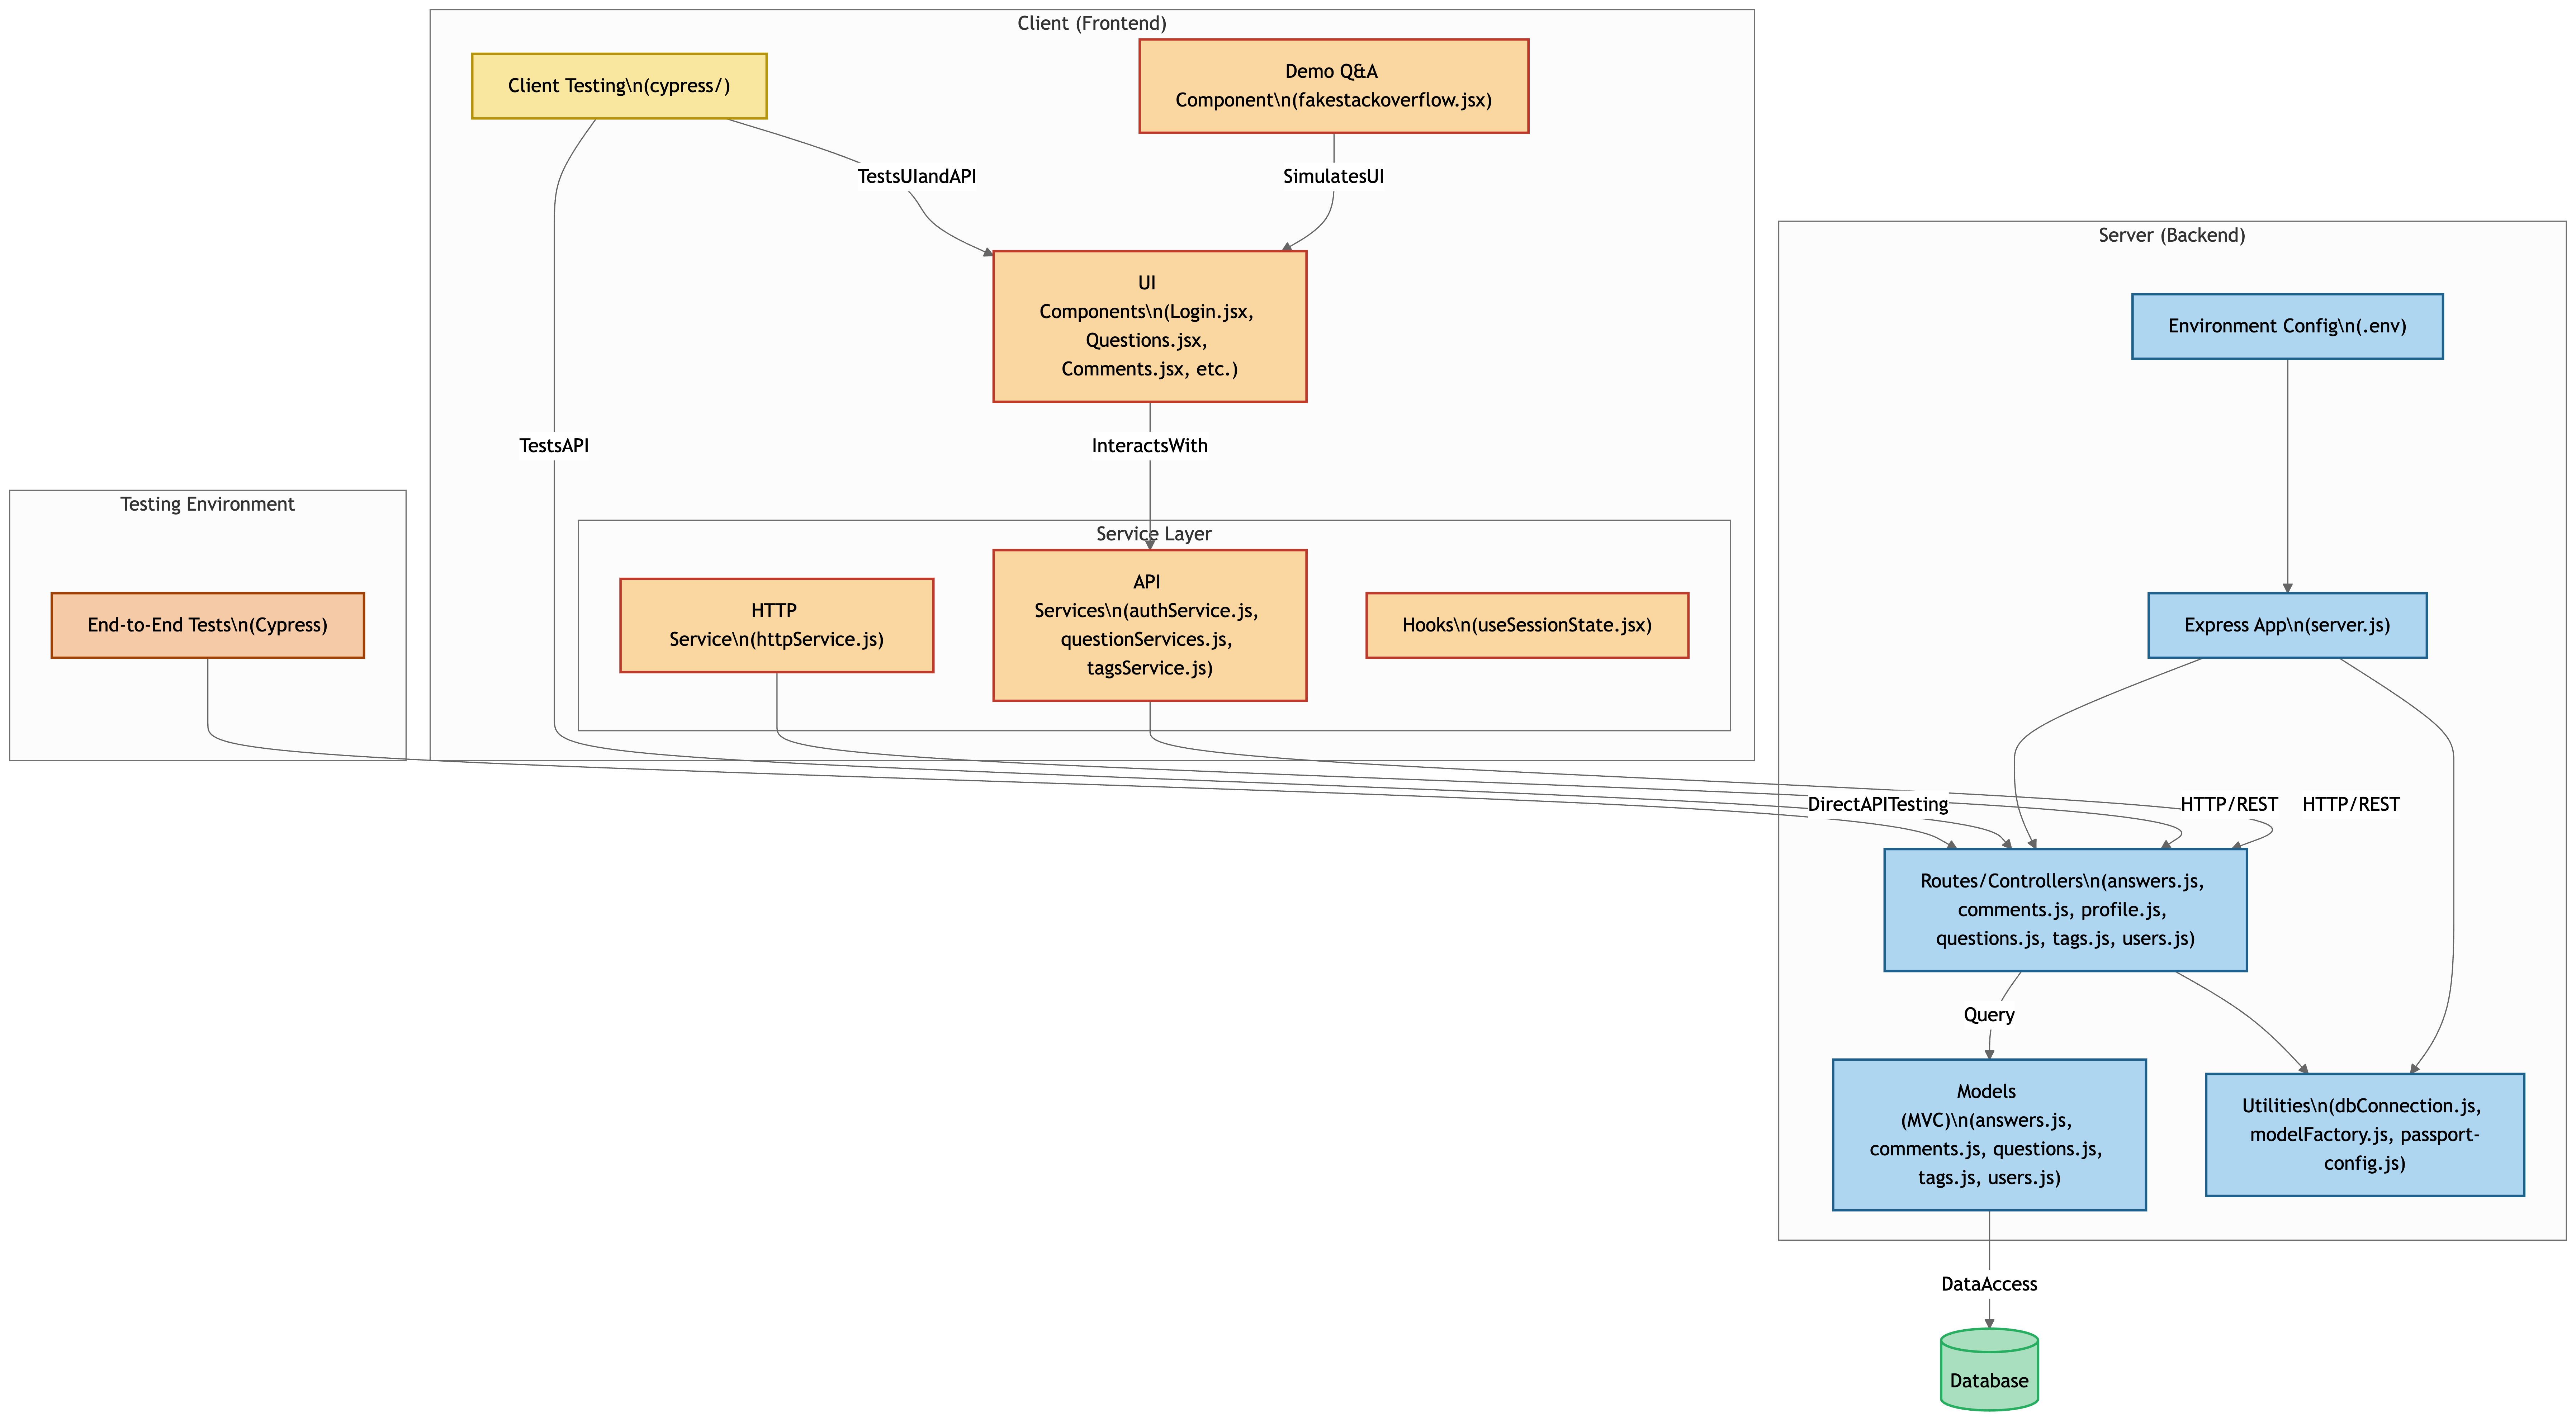 Client (Frontend)
Client Testing\n(cypress/)
Demo Q&A
Component\n(fakestackoverflow.jsx)
TestsUIandAPI
SimulatesUI
UI
Components\n(Login.jsx,
Questions.jsx,
Comments.jsx, etc.)
TestsAPI
InteractsWith
Service Layer
HTTP
Service\n(httpService.js)
API
Services\n(authService.js,
questionServices.js,
tagsService.js)
Hooks\n(useSessionState.jsx)
Testing Environment
End-to-End Tests\n(Cypress)
Server (Backend)
Environment Config\n(.env)
Express App\n(server.js)
DirectAPITesting
HTTP/REST
HTTP/REST
Routes/Controllers\n(answers.js,
comments.js, profile.js,
questions.js, tags.js, users.js)
Query
Models
(MVC)\n(answers.js,
comments.js, questions.js,
tags.js, users.js)
Utilities\n(dbConnection.js,
modelFactory.js, passport-
config.js)
DataAccess
Database